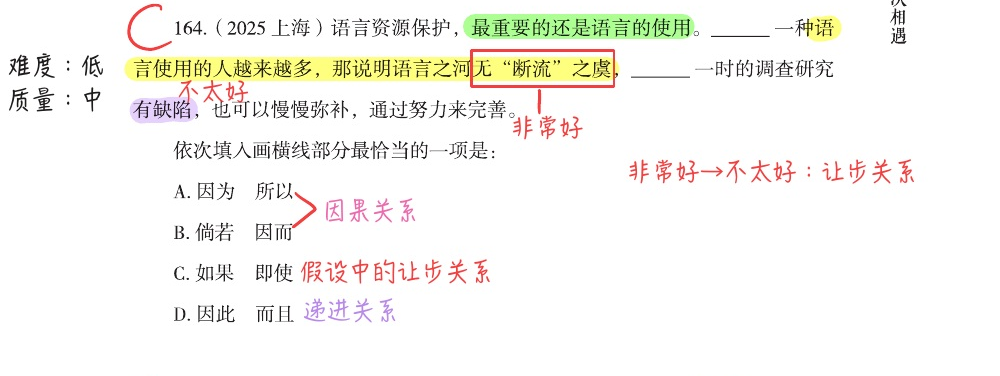 次相遇
C 164.（2025 上海）语言资源保护，最重要的还是语言的使用。______ 一种语
难度：低
言使用的人越来越多，那说明语言之河无“断流”之虞，______ 一时的调查研究
不太好
质量：中
有缺陷，也可以慢慢弥补，通过努力来完善。
非常好
依次填入画横线部分最恰当的一项是：
非常好→不太好：让步关系
A. 因为 所以
因果关系
B. 倘若 因而
C. 如果 即使 假设中的让步关系
D. 因此 而且 递进关系